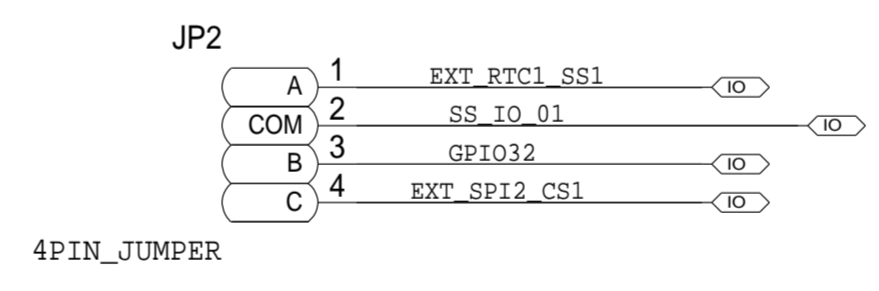 JP2
A 1 EXT_RTC1_SS1 IO
COM 2 SS_IO_01 IO
B 3 GPIO32 IO
C 4 EXT_SPI2_CS1 IO
4PIN_JUMPER